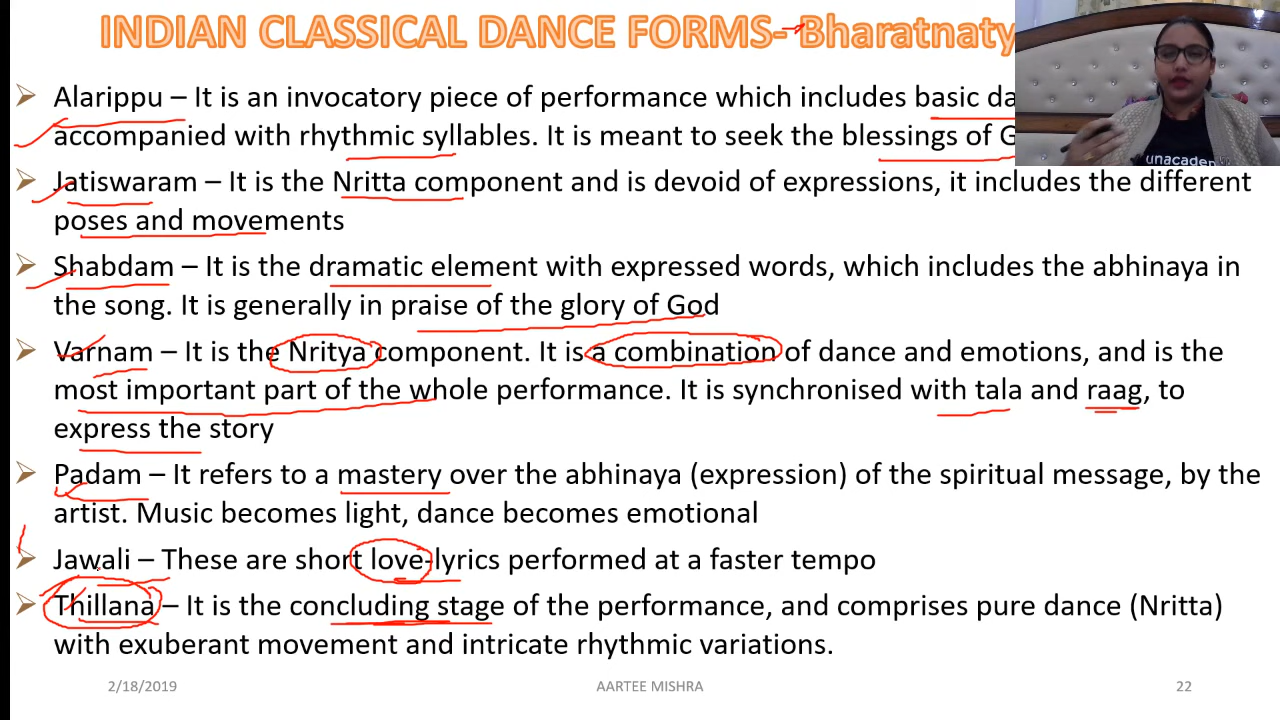 INDIAN CLASSICAL DANCE FORMS- Bharatnaty
Alarippu – It is an invocatory piece of performance which includes basic da
accompanied with rhythmic syllables. It is meant to seek the blessings of G
unacadem
Jatiswaram – It is the Nritta component and is devoid of expressions, it includes the different
poses and movements
Shabdam – It is the dramatic element with expressed words, which includes the abhinaya in
the song. It is generally in praise of the glory of God
Varnam – It is the Nritya component. It is a combination of dance and emotions, and is the
most important part of the whole performance. It is synchronised with tala and raag, to
express the story
Padam – It refers to a mastery over the abhinaya (expression) of the spiritual message, by the
artist. Music becomes light, dance becomes emotional
Jawali – These are short love-lyrics performed at a faster tempo
Thillana – It is the concluding stage of the performance, and comprises pure dance (Nritta)
with exuberant movement and intricate rhythmic variations.
2/18/2019
AARTEE MISHRA
22